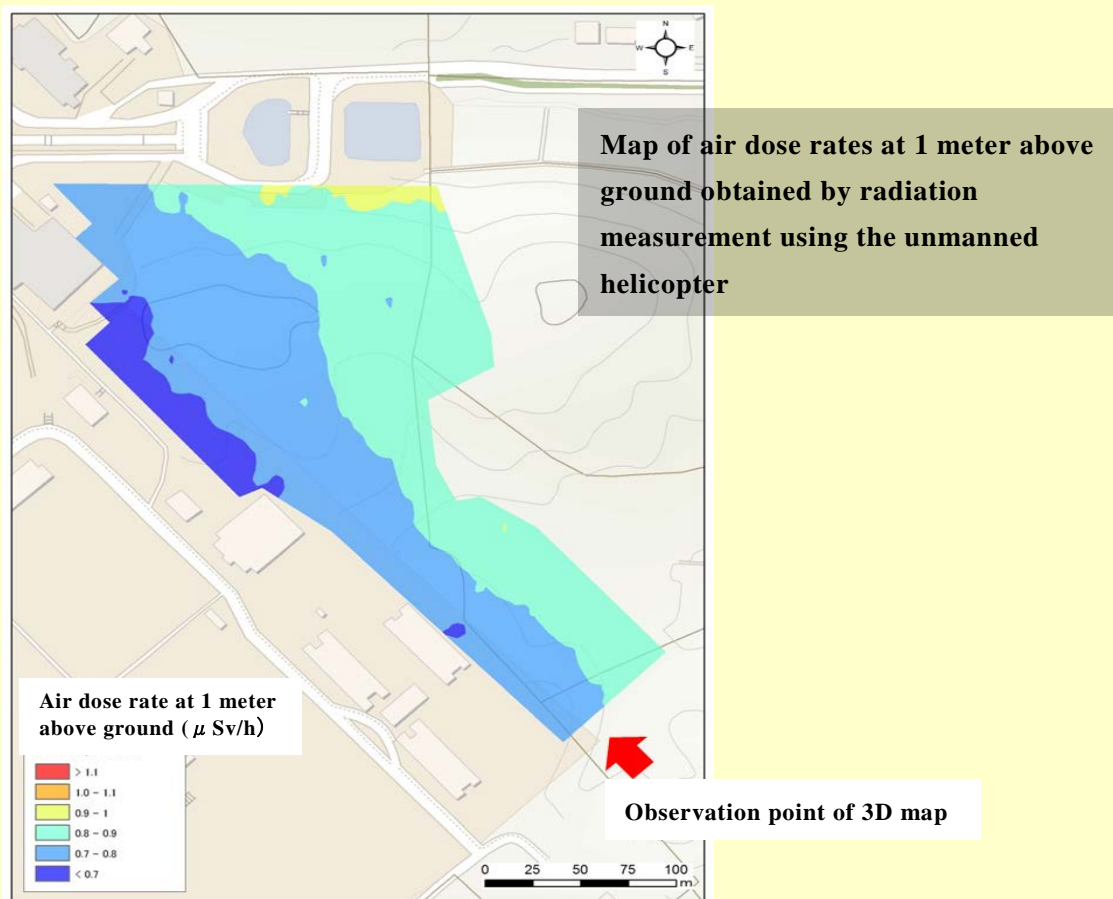 N
W E
S
Map of air dose rates at 1 meter above
ground obtained by radiation
measurement using the unmanned
helicopter
Air dose rate at 1 meter
above ground (μSv/h)
> 1.1
1.0 - 1.1
0.9 - 1
0.8 - 0.9
0.7 - 0.8
< 0.7
Observation point of 3D map
0 25 50 75 100
m